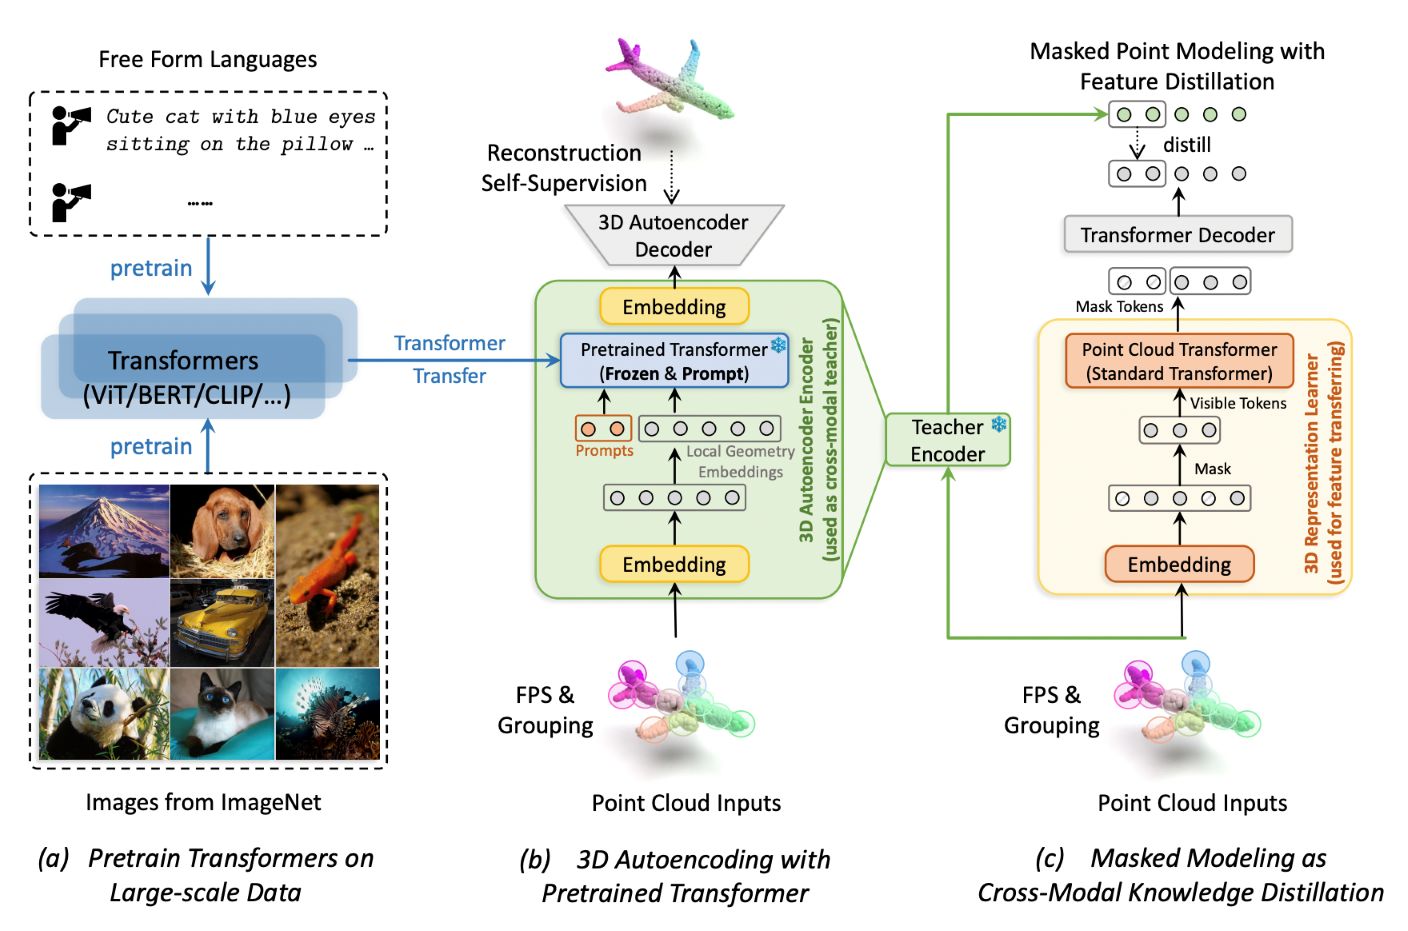 Free Form Languages
Cute cat with blue eyes
sitting on the pillow …
……
pretrain
Transformers
(ViT/BERT/CLIP/...)
pretrain
Images from ImageNet
(a) Pretrain Transformers on
Large-scale Data
Transformer
Transfer
Reconstruction
Self-Supervision
3D Autoencoder
Decoder
Embedding
Pretrained Transformer
(Frozen & Prompt)
Prompts
Local Geometry
Embeddings
Embedding
3D Autoencoder Encoder
(used as cross-modal teacher)
FPS &
Grouping
Point Cloud Inputs
(b) 3D Autoencoding with
Pretrained Transformer
Teacher
Encoder
Masked Point Modeling with
Feature Distillation
distill
Transformer Decoder
Mask Tokens
Point Cloud Transformer
(Standard Transformer)
Visible Tokens
Mask
Embedding
3D Representation Learner
(used for feature transferring)
FPS &
Grouping
Point Cloud Inputs
(c) Masked Modeling as
Cross-Modal Knowledge Distillation